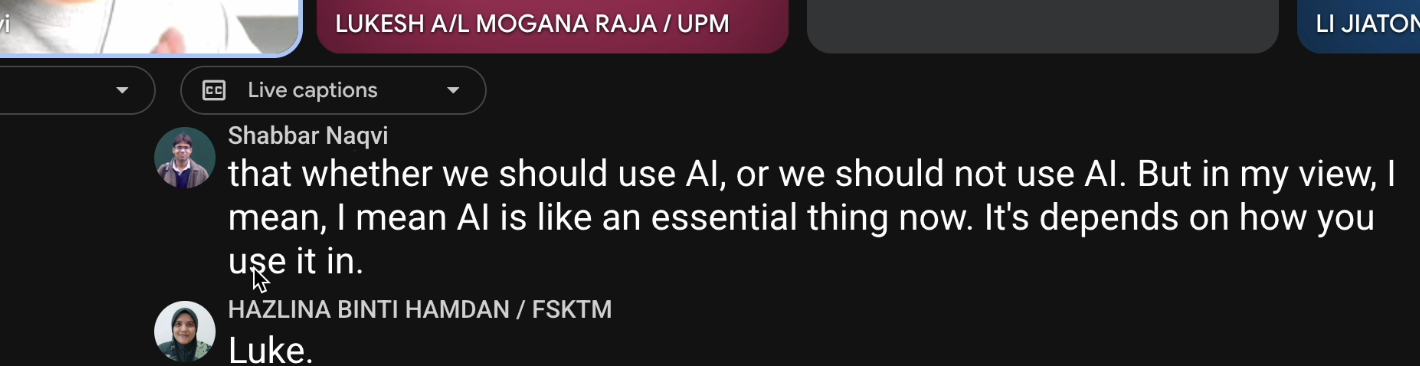 vi
LUKESH A/L MOGANA RAJA / UPM
LI JIATON
Live captions
Shabbar Naqvi
that whether we should use AI, or we should not use AI. But in my view, I
mean, I mean AI is like an essential thing now. It's depends on how you
use it in.
HAZLINA BINTI HAMDAN / FSKTM
Luke.